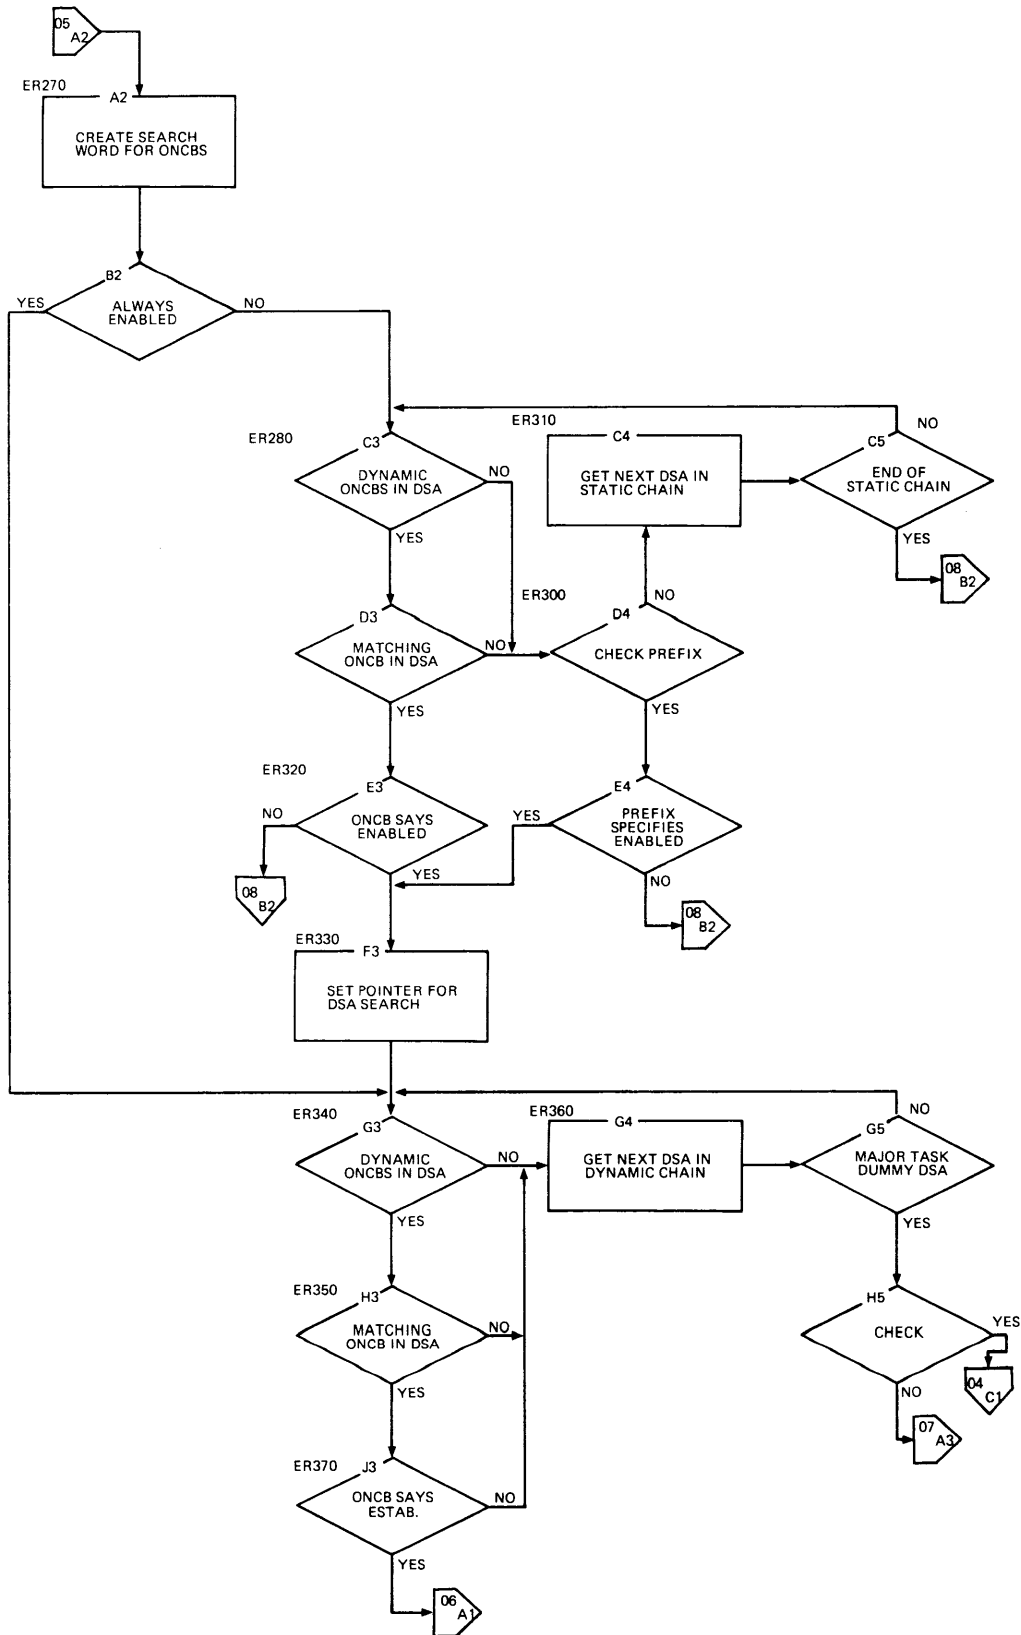 05
A2
ER270
A2
CREATE SEARCH
WORD FOR ONCBS
B2
YES
ALWAYS
ENABLED
NO
ER280
C3
DYNAMIC
ONCBS IN DSA
NO
YES
ER310
C4
GET NEXT DSA IN
STATIC CHAIN
C5
NO
END OF
STATIC CHAIN
YES
08
B2
D3
MATCHING
ONCB IN DSA
NO
YES
ER300
D4
NO
CHECK PREFIX
YES
ER320
E3
NO
ONCB SAYS
ENABLED
YES
08
B2
E4
YES
PREFIX
SPECIFIES
ENABLED
NO
08
B2
ER330
F3
SET POINTER FOR
DSA SEARCH
ER340
G3
DYNAMIC
ONCBS IN DSA
NO
YES
ER360
G4
GET NEXT DSA IN
DYNAMIC CHAIN
G5
NO
MAJOR TASK
DUMMY DSA
YES
ER350
H3
MATCHING
ONCB IN DSA
NO
YES
H5
CHECK
YES
04
C1
NO
07
A3
ER370
J3
ONCB SAYS
ESTAB.
NO
YES
06
A1